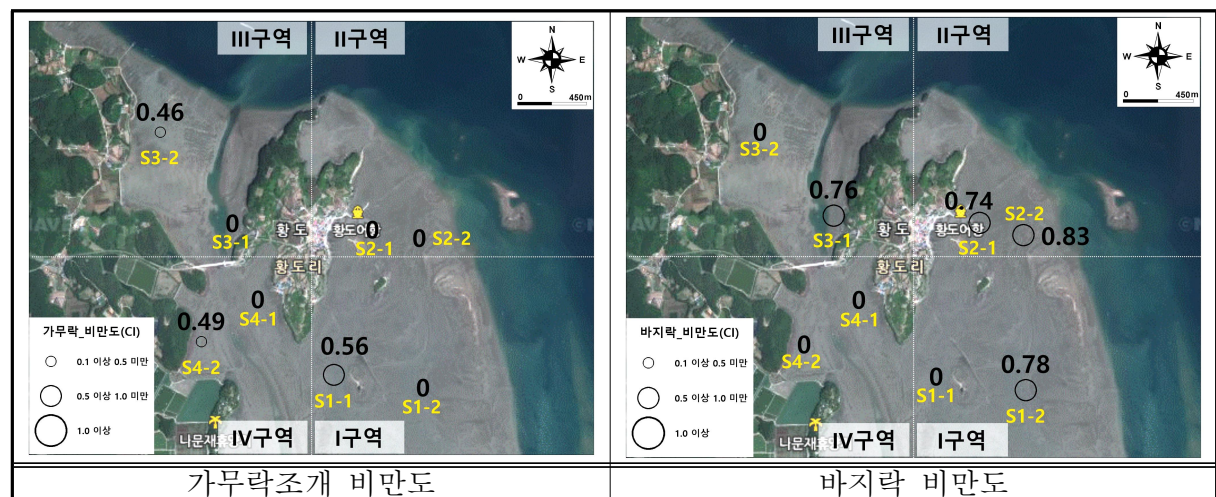 III구역 II구역
N
W E
S
0 450m
0.46
S3-2
0
S3-1
황 도
황도어항
0
S2-1
0
S2-2
황도리
0
S4-1
0.49
S4-2
0.56
S1-1
0
S1-2
가무락_비만도(CI)
0.1 이상 0.5 미만
0.5 이상 1.0 미만
1.0 이상
니문재휴
IV구역 I구역
가무락조개 비만도
III구역 II구역
N
W E
S
0 450m
0
S3-2
0.76
S3-1
황 도
황도어항
0.74
S2-1
S2-2
0.83
황도리
0
S4-1
0
S4-2
0
S1-1
0.78
S1-2
바지락_비만도(CI)
0.1 이상 0.5 미만
0.5 이상 1.0 미만
1.0 이상
니문재휴
IV구역 I구역
바지락 비만도